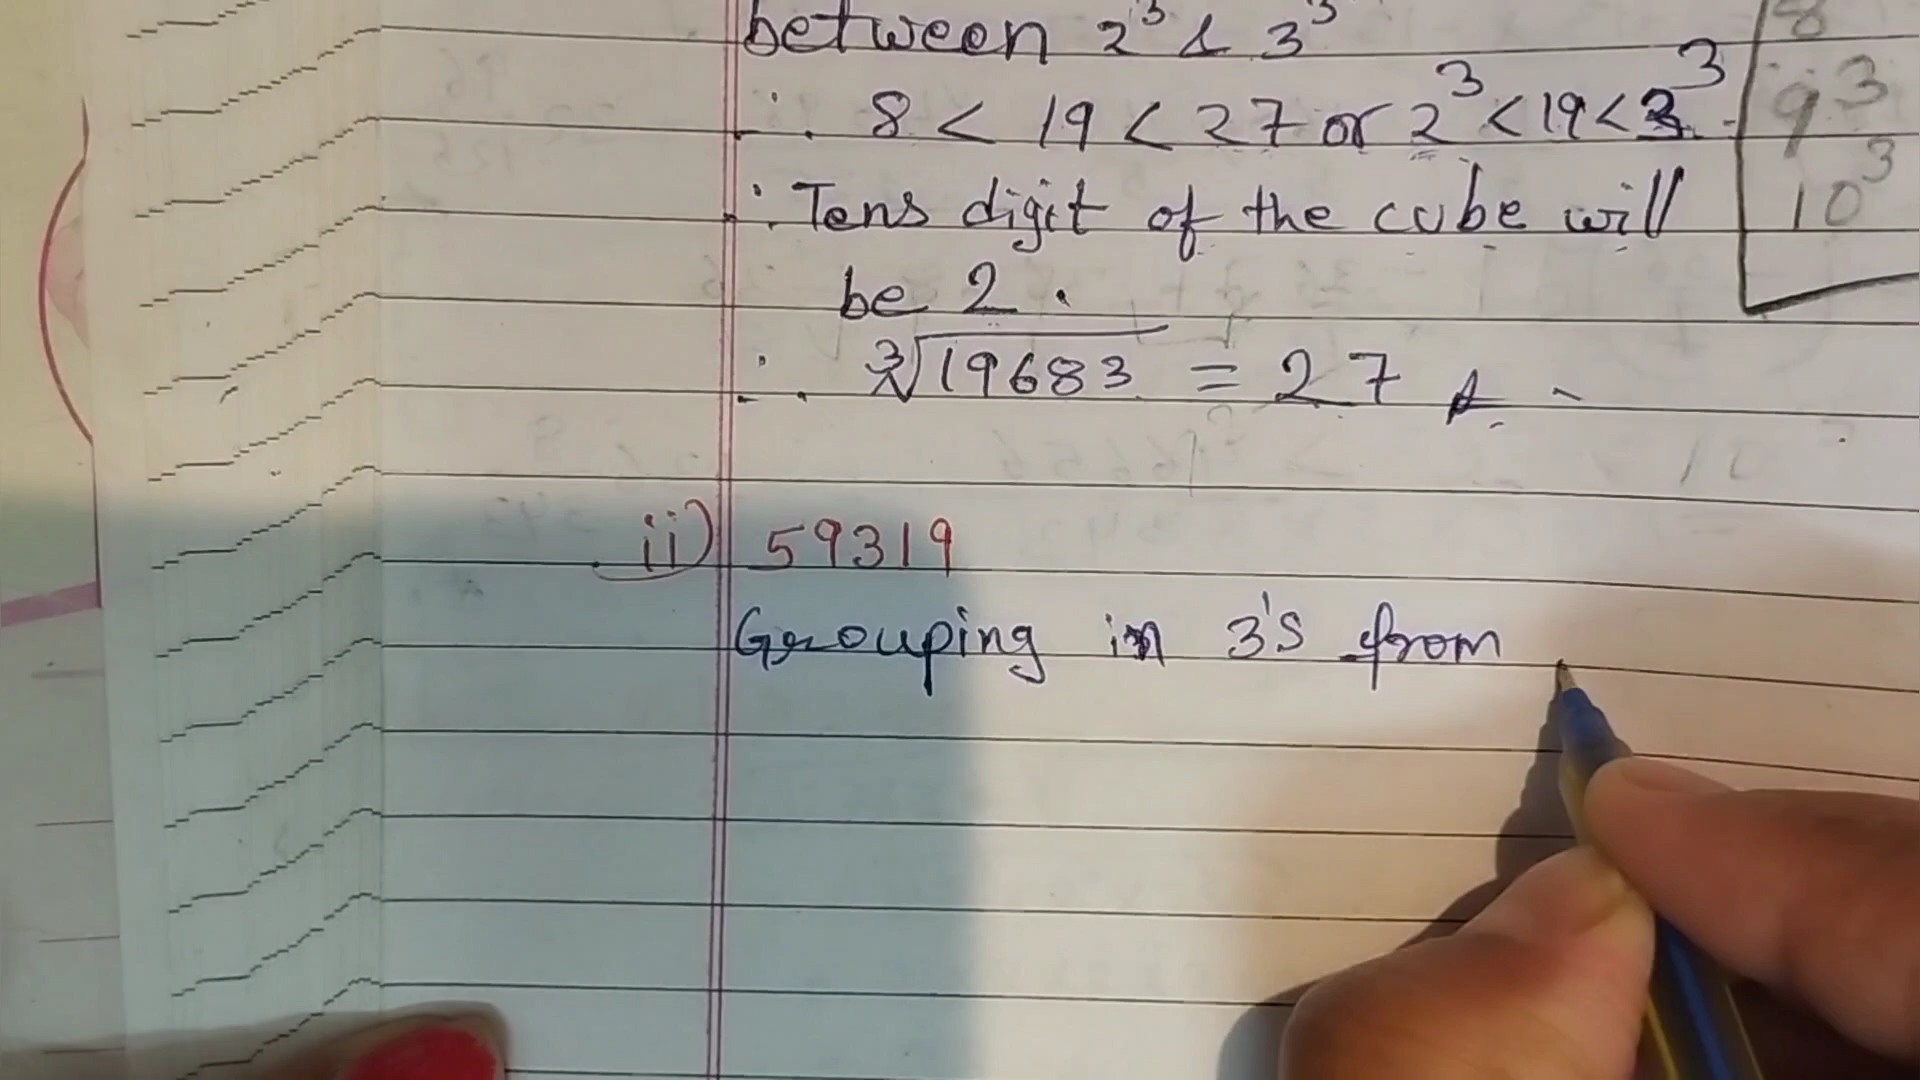 between 2³ & 3³
∴ 8 < 19 < 27 or 2³ < 19 < 3³
∴ Tens digit of the cube will
be 2.
∴ ∛19683 = 27
ii) 59319
Grouping in 3's from
8
9³
10³